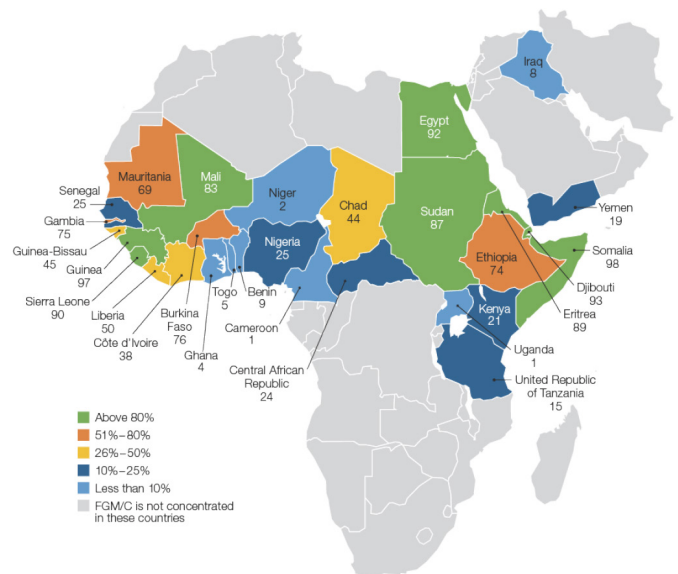 Iraq
8
Egypt
92
Mauritania
69
Mali
83
Niger
2
Chad
44
Sudan
87
Senegal
25
Yemen
19
Gambia
75
Nigeria
25
Ethiopia
74
Somalia
98
Guinea-Bissau
45
Guinea
97
Djibouti
93
Sierra Leone
90
Togo
5
Benin
9
Kenya
21
Eritrea
89
Liberia
50
Burkina
Faso
76
Cameroon
1
Côte d'Ivoire
38
Ghana
4
Uganda
1
Central African
Republic
24
United Republic
of Tanzania
15
Above 80%
51%–80%
26%–50%
10%–25%
Less than 10%
FGM/C is not concentrated
in these countries